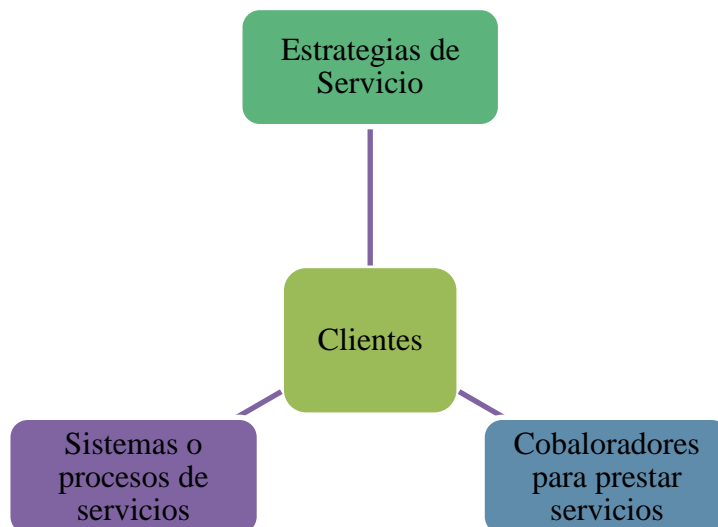 Estrategias de
Servicio
Clientes
Sistemas o
procesos de
servicios
Cobaloradores
para prestar
servicios